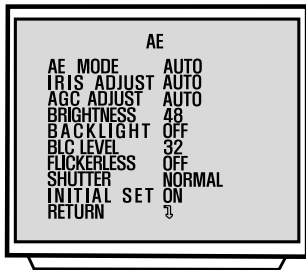 AE
AE MODE AUTO
IRIS ADJUST AUTO
AGC ADJUST AUTO
BRIGHTNESS 48
BACKLIGHT OFF
BLC LEVEL 32
FLICKERLESS OFF
SHUTTER NORMAL
INITIAL SET ON
RETURN ↴